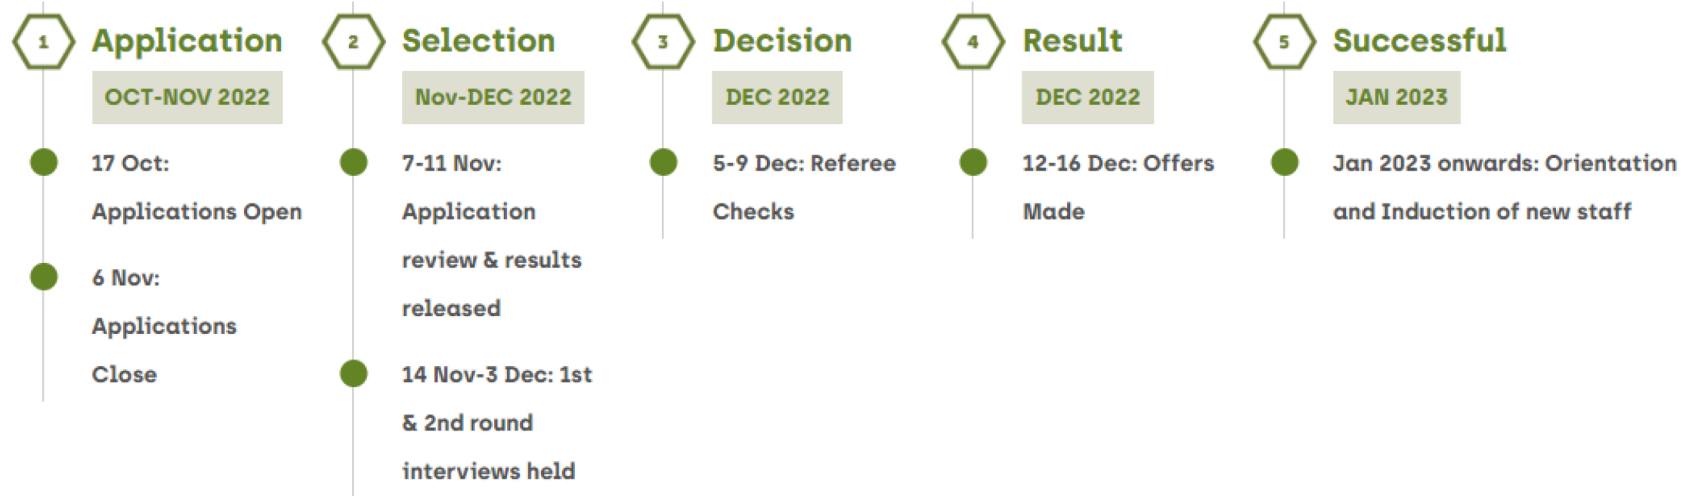 1
Application
OCT-NOV 2022
17 Oct:
Applications Open
6 Nov:
Applications
Close
2
Selection
Nov-DEC 2022
7-11 Nov:
Application
review & results
released
14 Nov-3 Dec: 1st
& 2nd round
interviews held
3
Decision
DEC 2022
5-9 Dec: Referee
Checks
4
Result
DEC 2022
12-16 Dec: Offers
Made
5
Successful
JAN 2023
Jan 2023 onwards: Orientation
and Induction of new staff